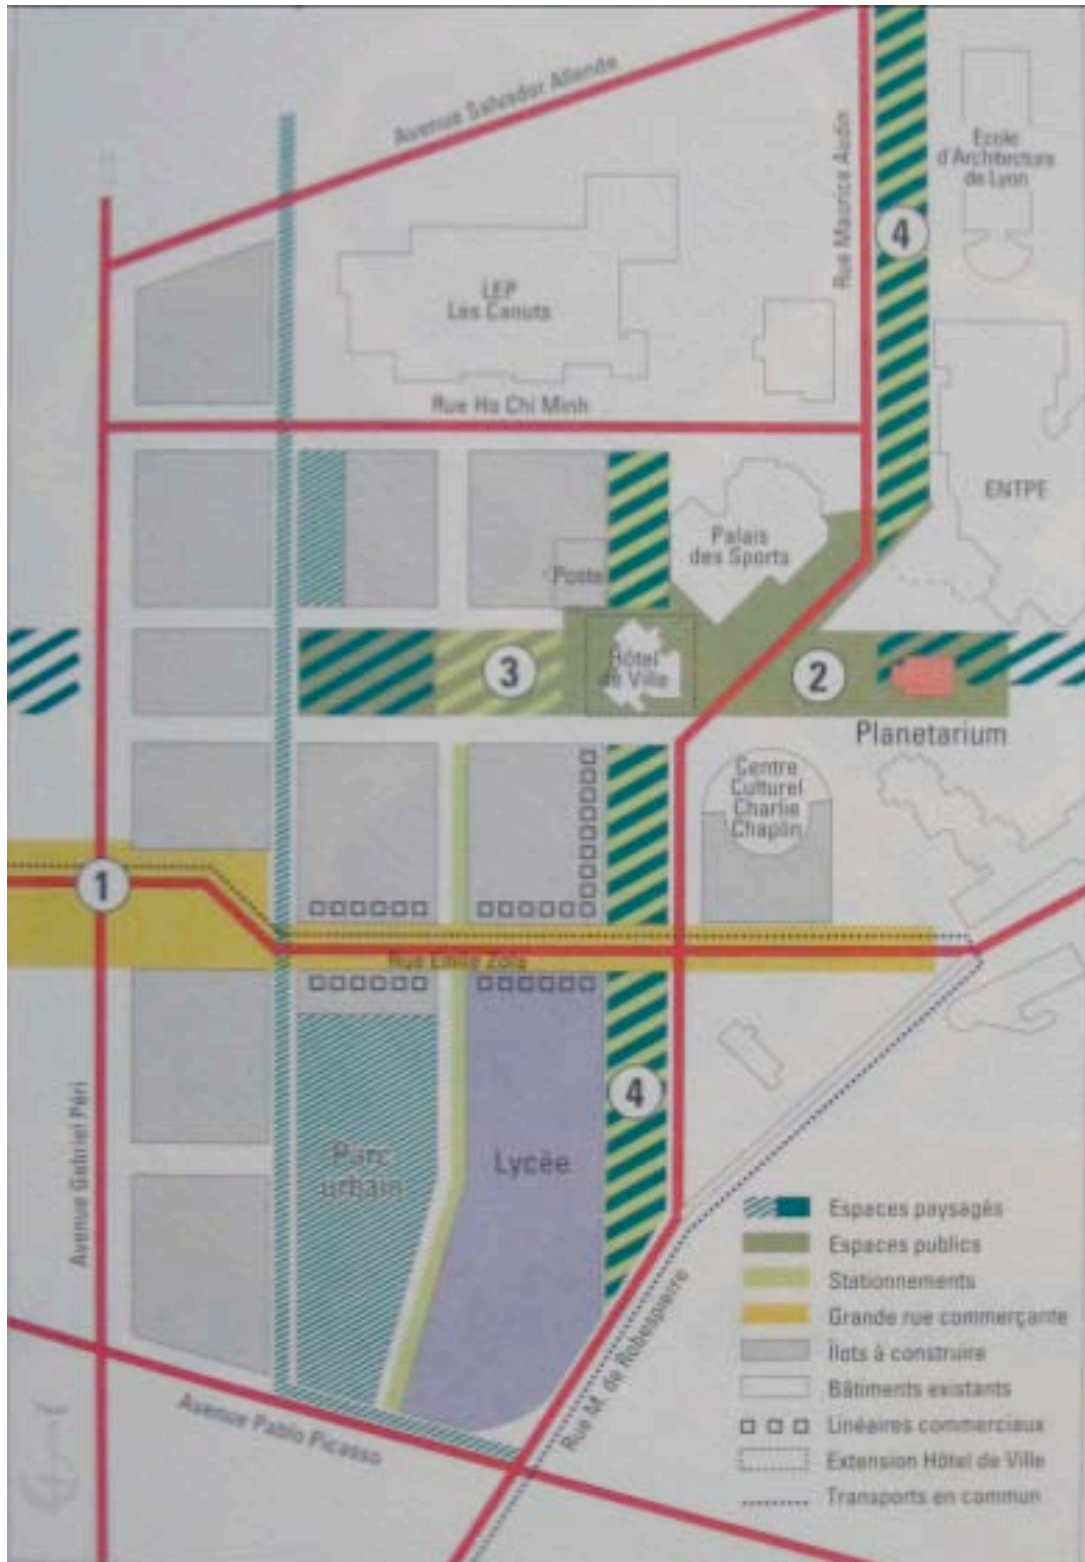 Avenue Salvador Allende
Rue Maurice Audin
4
Ecole
d'Architecture
de Lyon
LEP
Les Canuts
Rue Ho Chi Minh
ENTPE
Palais
des Sports
Poste
3
Hôtel
de Ville
2
Planetarium
Centre
Culturel
Charlie
Chaplin
1
Rue Emile Zola
4
Avenue Gabriel Péri
Parc
urbain
Lycée
Rue M. de Robespierre
Avenue Pablo Picasso
Espaces paysagés
Espaces publics
Stationnements
Grande rue commerçante
Îlots à construire
Bâtiments existants
Linéaires commerciaux
Extension Hôtel de Ville
Transports en commun